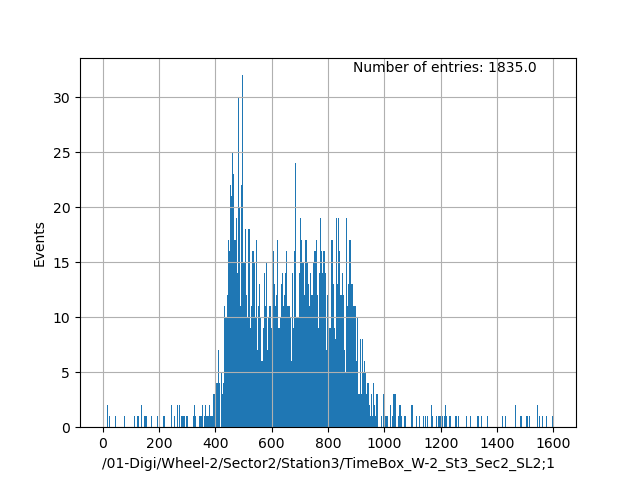 Number of entries: 1835.0
Events
30
25
20
15
10
5
0
0 200 400 600 800 1000 1200 1400 1600
/01-Digi/Wheel-2/Sector2/Station3/TimeBox_W-2_St3_Sec2_SL2;1